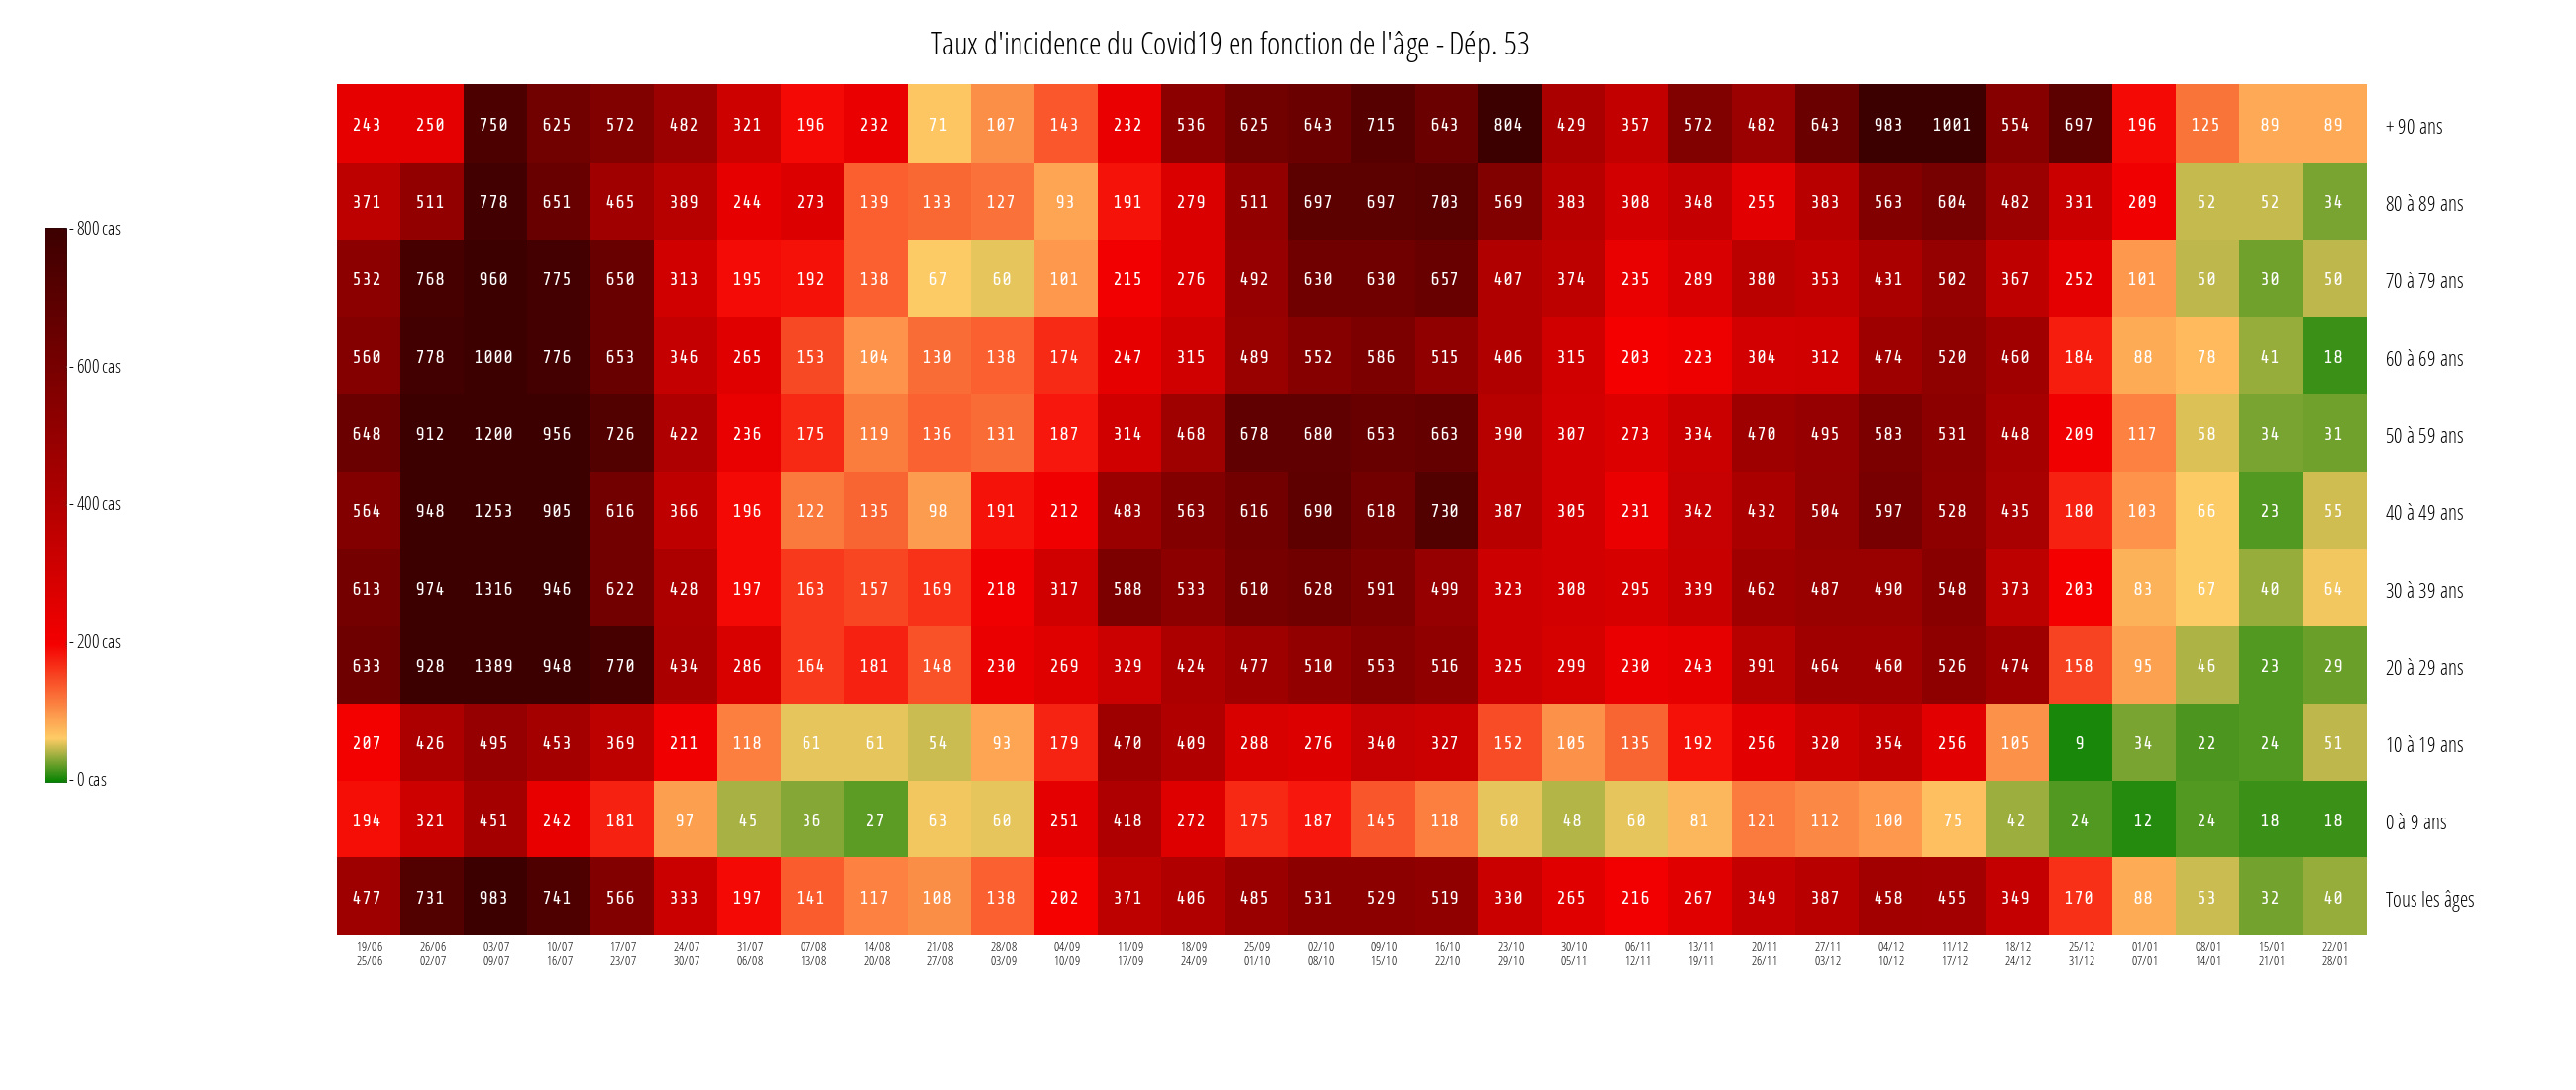 Taux d'incidence du Covid19 en fonction de l'âge - Dép. 53
- 800 cas
- 600 cas
- 400 cas
- 200 cas
- 0 cas
243 250 750 625 572 482 321 196 232 71 107 143 232 536 625 643 715 643 804 429 357 572 482 643 983 1001 554 697 196 125 89 89 + 90 ans
371 511 778 651 465 389 244 273 139 133 127 93 191 279 511 697 697 703 569 383 308 348 255 383 563 604 482 331 209 52 52 34 80 à 89 ans
532 768 960 775 650 313 195 192 138 67 60 101 215 276 492 630 630 657 407 374 235 289 380 353 431 502 367 252 101 50 30 50 70 à 79 ans
560 778 1000 776 653 346 265 153 104 130 138 174 247 315 489 552 586 515 406 315 203 223 304 312 474 520 460 184 88 78 41 18 60 à 69 ans
648 912 1200 956 726 422 236 175 119 136 131 187 314 468 678 680 653 663 390 307 273 334 470 495 583 531 448 209 117 58 34 31 50 à 59 ans
564 948 1253 905 616 366 196 122 135 98 191 212 483 563 616 690 618 730 387 305 231 342 432 504 597 528 435 180 103 66 23 55 40 à 49 ans
613 974 1316 946 622 428 197 163 157 169 218 317 588 533 610 628 591 499 323 308 295 339 462 487 490 548 373 203 83 67 40 64 30 à 39 ans
633 928 1389 948 770 434 286 164 181 148 230 269 329 424 477 510 553 516 325 299 230 243 391 464 460 526 474 158 95 46 23 29 20 à 29 ans
207 426 495 453 369 211 118 61 61 54 93 179 470 409 288 276 340 327 152 105 135 192 256 320 354 256 105 9 34 22 24 51 10 à 19 ans
194 321 451 242 181 97 45 36 27 63 60 251 418 272 175 187 145 118 60 48 60 81 121 112 100 75 42 24 12 24 18 18 0 à 9 ans
477 731 983 741 566 333 197 141 117 108 138 202 371 406 485 531 529 519 330 265 216 267 349 387 458 455 349 170 88 53 32 40 Tous les âges
19/06 26/06 03/07 10/07 17/07 24/07 31/07 07/08 14/08 21/08 28/08 04/09 11/09 18/09 25/09 02/10 09/10 16/10 23/10 30/10 06/11 13/11 20/11 27/11 04/12 11/12 18/12 25/12 01/01 08/01 15/01 22/01
25/06 02/07 09/07 16/07 23/07 30/07 06/08 13/08 20/08 27/08 03/09 10/09 17/09 24/09 01/10 08/10 15/10 22/10 29/10 05/11 12/11 19/11 26/11 03/12 10/12 17/12 24/12 31/12 07/01 14/01 21/01 28/01